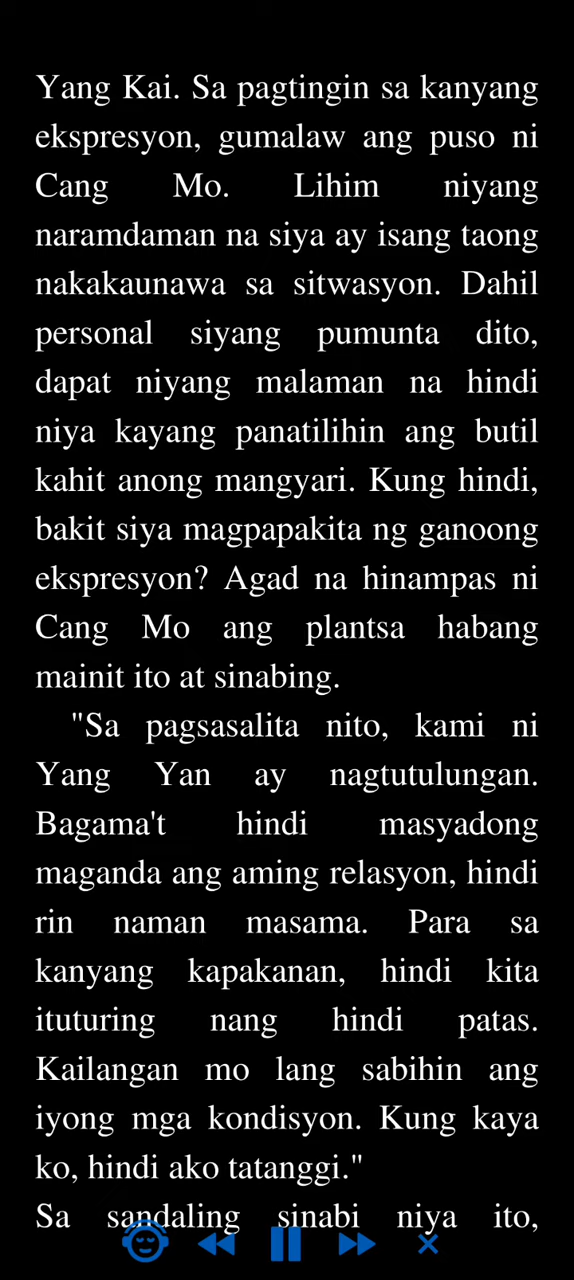 Yang Kai. Sa pagtingin sa kanyang
ekspresyon, gumalaw ang puso ni
Cang Mo. Lihim niyang
naramdaman na siya ay isang taong
nakakaunawa sa sitwasyon. Dahil
personal siyang pumunta dito,
dapat niyang malaman na hindi
niya kayang panatilihin ang butil
kahit anong mangyari. Kung hindi,
bakit siya magpapakita ng ganoong
ekspresyon? Agad na hinampas ni
Cang Mo ang plantsa habang
mainit ito at sinabing.
"Sa pagsasalita nito, kami ni
Yang Yan ay nagtutulungan.
Bagama't hindi masyadong
maganda ang aming relasyon, hindi
rin naman masama. Para sa
kanyang kapakanan, hindi kita
ituturing nang hindi patas.
Kailangan mo lang sabihin ang
iyong mga kondisyon. Kung kaya
ko, hindi ako tatanggi."
Sa sandaling sinabi niya ito,